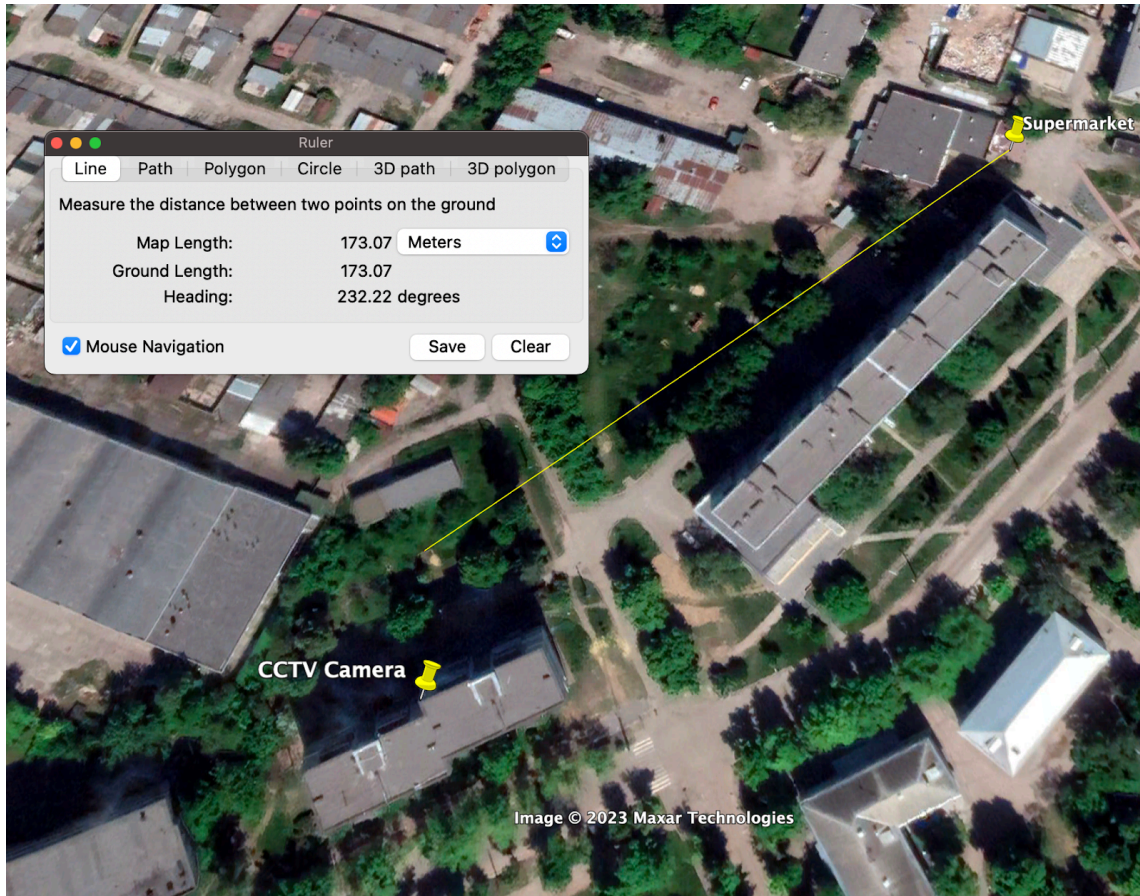 Supermarket
Ruler
Line Path Polygon Circle 3D path 3D polygon
Measure the distance between two points on the ground
Map Length: 173.07 Meters
Ground Length: 173.07
Heading: 232.22 degrees
Mouse Navigation Save Clear
CCTV Camera
Image © 2023 Maxar Technologies